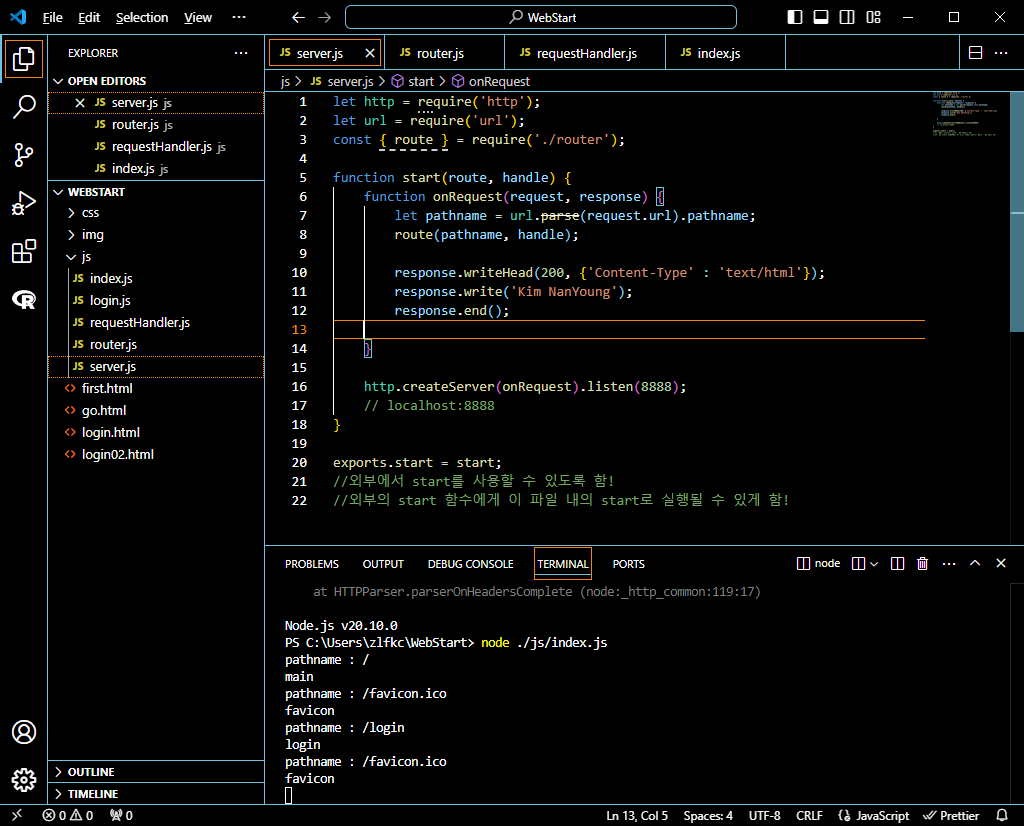 File Edit Selection View ··· WebStart
EXPLORER ···
OPEN EDITORS
JS server.js js
JS router.js js
JS requestHandler.js js
JS index.js js
WEBSTART
css
img
js
JS index.js
JS login.js
JS requestHandler.js
JS router.js
JS server.js
<> first.html
<> go.html
<> login.html
<> login02.html
OUTLINE
TIMELINE
JS server.js JS router.js JS requestHandler.js JS index.js ···
js > JS server.js > start > onRequest
1 let http = require('http');
2 let url = require('url');
3 const { route } = require('./router');
4
5 function start(route, handle) {
6 function onRequest(request, response) {
7 let pathname = url.parse(request.url).pathname;
8 route(pathname, handle);
9
10 response.writeHead(200, {'Content-Type' : 'text/html'});
11 response.write('Kim NanYoung');
12 response.end();
13
14 }
15
16 http.createServer(onRequest).listen(8888);
17 // localhost:8888
18 }
19
20 exports.start = start;
21 //외부에서 start를 사용할 수 있도록 함!
22 //외부의 start 함수에게 이 파일 내의 start로 실행될 수 있게 함!
PROBLEMS OUTPUT DEBUG CONSOLE TERMINAL PORTS node ···
at HTTPParser.parserOnHeadersComplete (node:_http_common:119:17)
Node.js v20.10.0
PS C:\Users\zlfkc\WebStart> node ./js/index.js
pathname : /
main
pathname : /favicon.ico
favicon
pathname : /login
login
pathname : /favicon.ico
favicon
0 0 0 Ln 13, Col 5 Spaces: 4 UTF-8 CRLF JavaScript Prettier